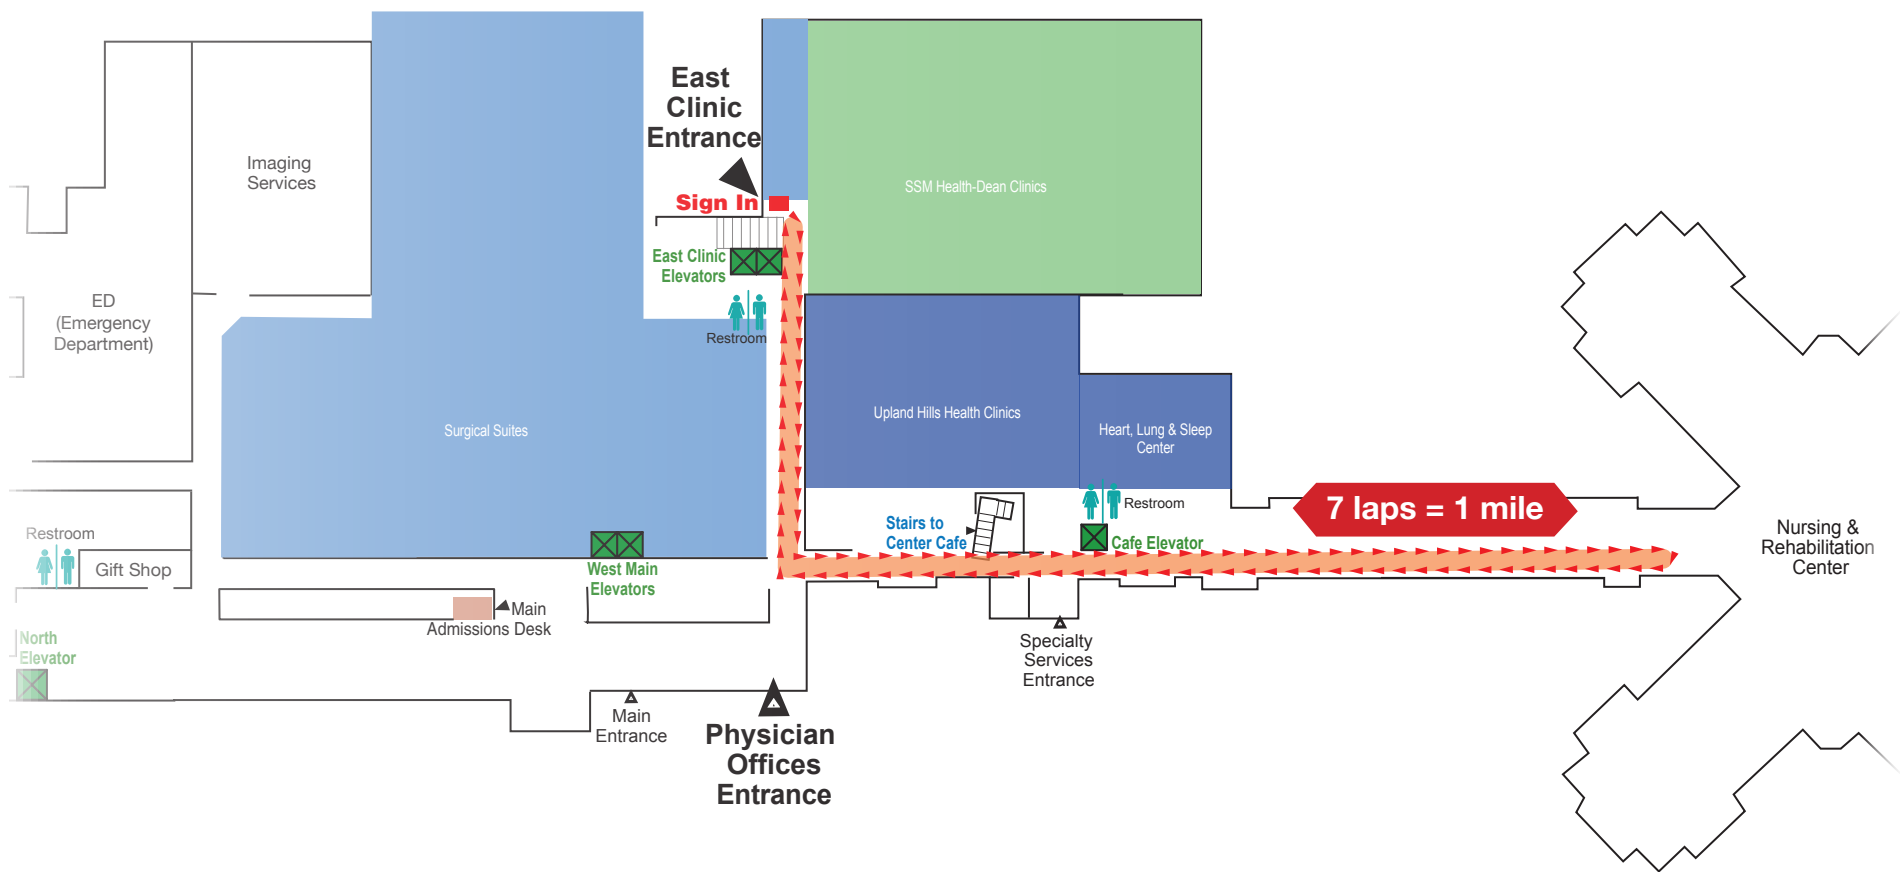 East
Clinic
Entrance
Imaging
Services
SSM Health-Dean Clinics
Sign In
East Clinic
Elevators
ED
(Emergency
Department)
Restroom
Upland Hills Health Clinics
Surgical Suites
Heart, Lung & Sleep
Center
Restroom
7 laps = 1 mile
Stairs to
Center Cafe
Cafe Elevator
Nursing &
Rehabilitation
Center
Restroom
Gift Shop
West Main
Elevators
Main
Admissions Desk
North
Elevator
Specialty
Services
Entrance
Main
Entrance
Physician
Offices
Entrance